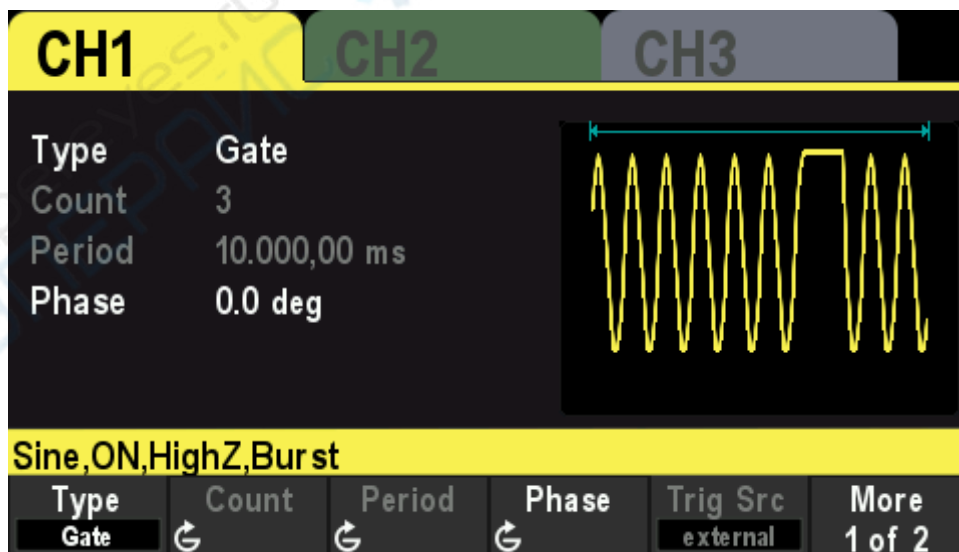 CH1 CH2 CH3
Type Gate
Count 3
Period 10.000,00 ms
Phase 0.0 deg
Sine,ON,HighZ,Burst
Type Count Period Phase Trig Src More
Gate external 1 of 2